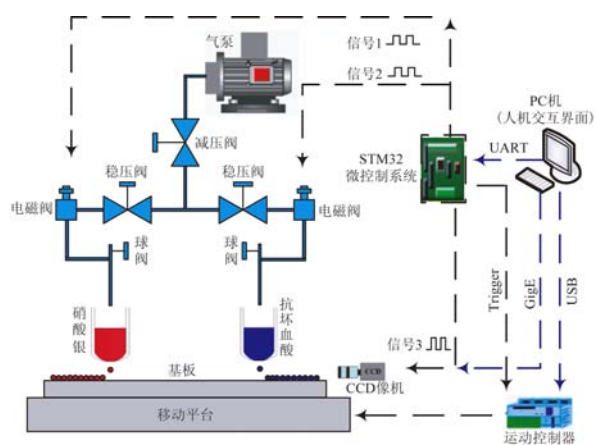 气泵
信号1
信号2
减压阀
PC机
(人机交互界面)
UART
STM32
微控制系统
稳压阀
稳压阀
电磁阀
电磁阀
球
阀
球
阀
Trigger
GigE
USB
硝
酸
银
抗
坏
血
酸
信号3
基板
CCD
CCD像机
移动平台
运动控制器